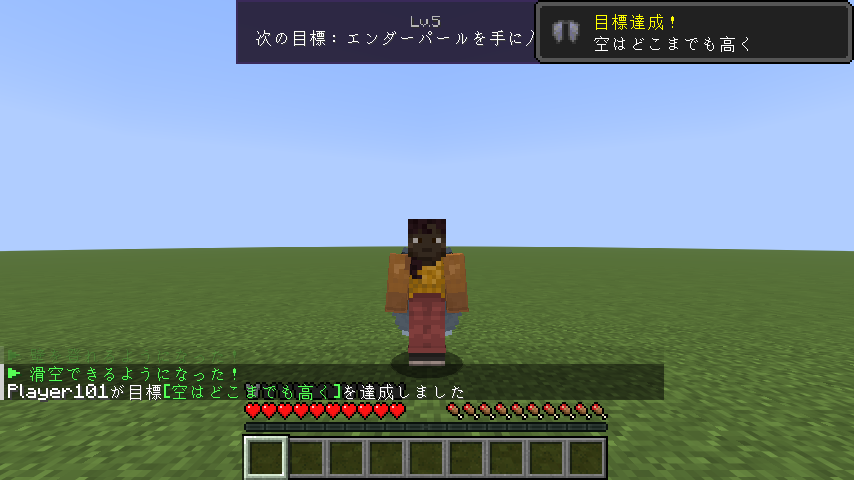 Lv.5
次の目標：エンダーパールを手に
目標達成！
空はどこまでも高く
▶ 滑空できるようになった！
Player101が目標[空はどこまでも高く]を達成しました